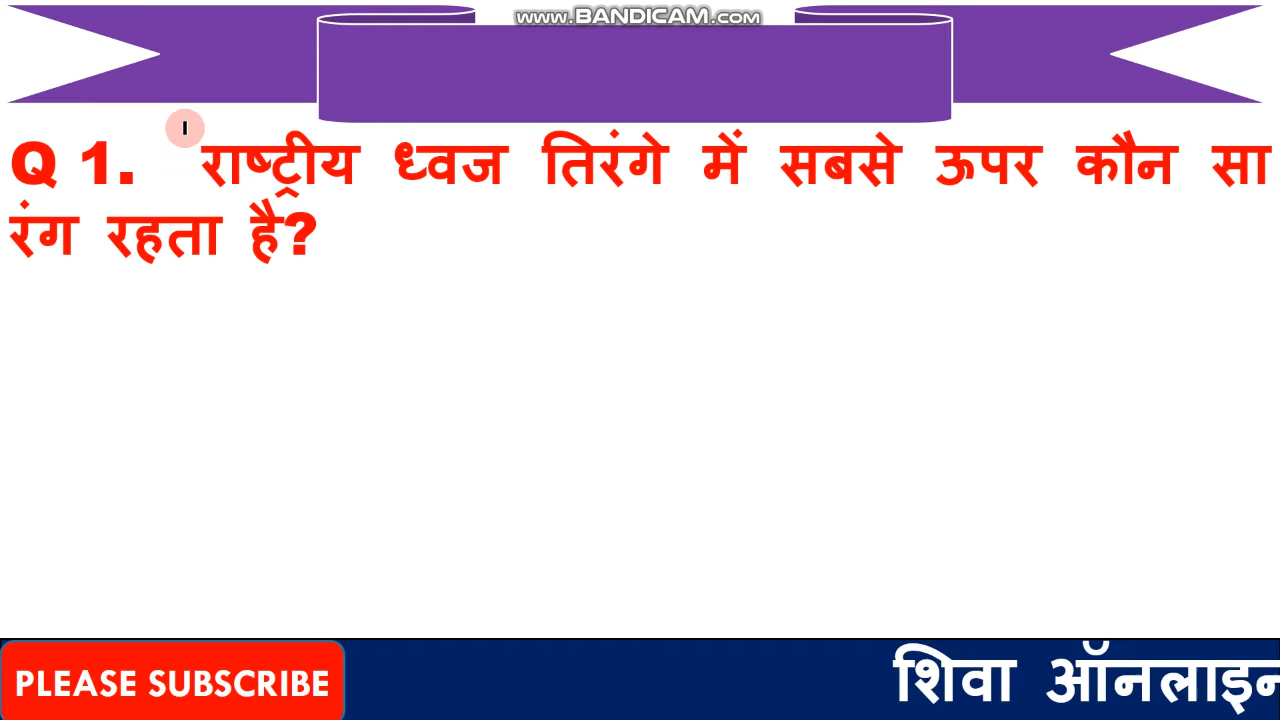 www.BANDICAM.com
Q 1. राष्ट्रीय ध्वज तिरंगे में सबसे ऊपर कौन सा
रंग रहता है?
PLEASE SUBSCRIBE
शिवा ऑनलाइन